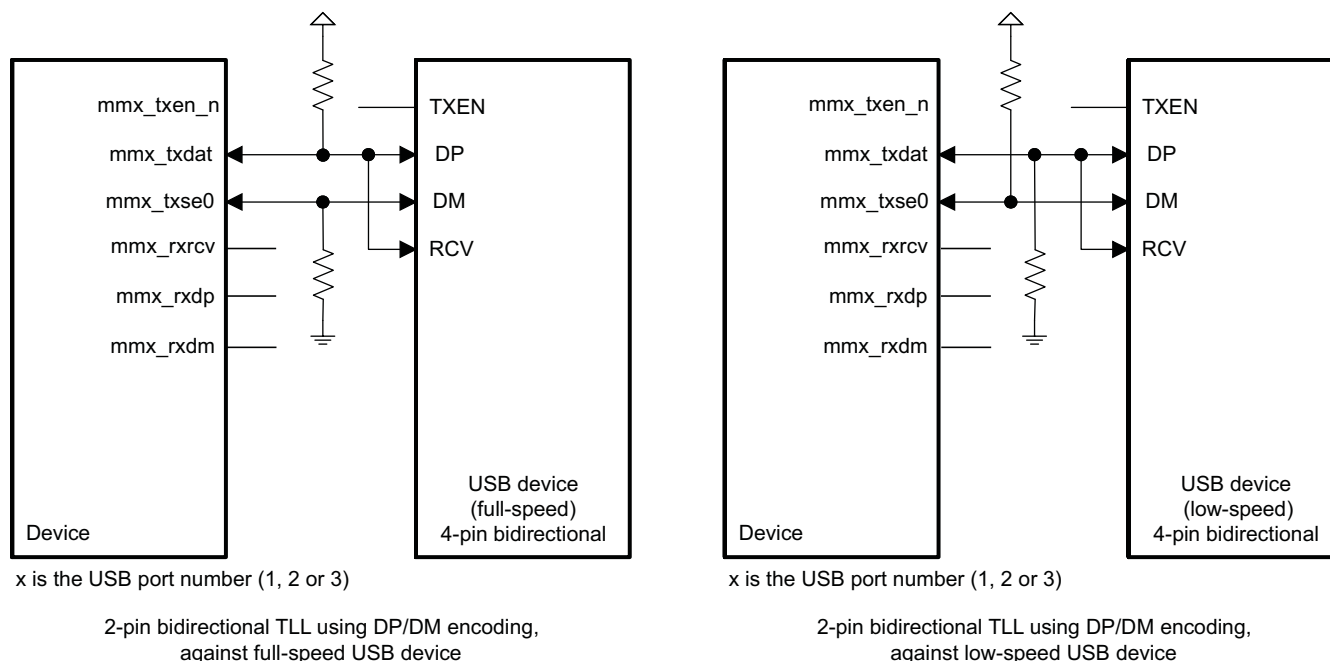 mmx_txen_n
mmx_txdat
mmx_txse0
mmx_rxrcv
mmx_rxdp
mmx_rxdm
Device
TXEN
DP
DM
RCV
USB device
(full-speed)
4-pin bidirectional
x is the USB port number (1, 2 or 3)
2-pin bidirectional TLL using DP/DM encoding,
against full-speed USB device
mmx_txen_n
mmx_txdat
mmx_txse0
mmx_rxrcv
mmx_rxdp
mmx_rxdm
Device
TXEN
DP
DM
RCV
USB device
(low-speed)
4-pin bidirectional
x is the USB port number (1, 2 or 3)
2-pin bidirectional TLL using DP/DM encoding,
against low-speed USB device